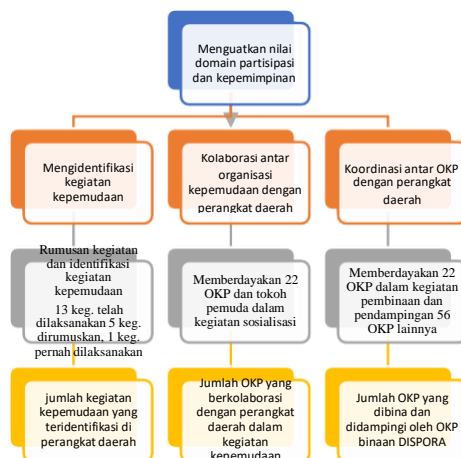 Menguatkan nilai
domain partisipasi
dan kepemimpinan
Mengidentifikasi
kegiatan
kepemudaan
Kolaborasi antar
organisasi
kepemudaan dengan
perangkat daerah
Koordinasi antar OKP
dengan perangkat
daerah
Rumusan kegiatan
dan identifikasi
kegiatan
kepemudaan
13 keg. telah
dilaksanakan 5 keg.
dirumuskan, 1 keg.
pernah dilaksanakan
Memberdayakan 22
OKP dan tokoh
pemuda dalam
kegiatan sosialisasi
Memberdayakan 22
OKP dalam kegiatan
pembinaan dan
pendampingan 56
OKP lainnya
jumlah kegiatan
kepemudaan yang
teridentifikasi di
perangkat daerah
Jumlah OKP yang
berkolaborasi
dengan perangkat
daerah dalam
kegiatan
kepemudaan
Jumlah OKP yang
dibina dan
didampingi oleh OKP
binaan DISPORA